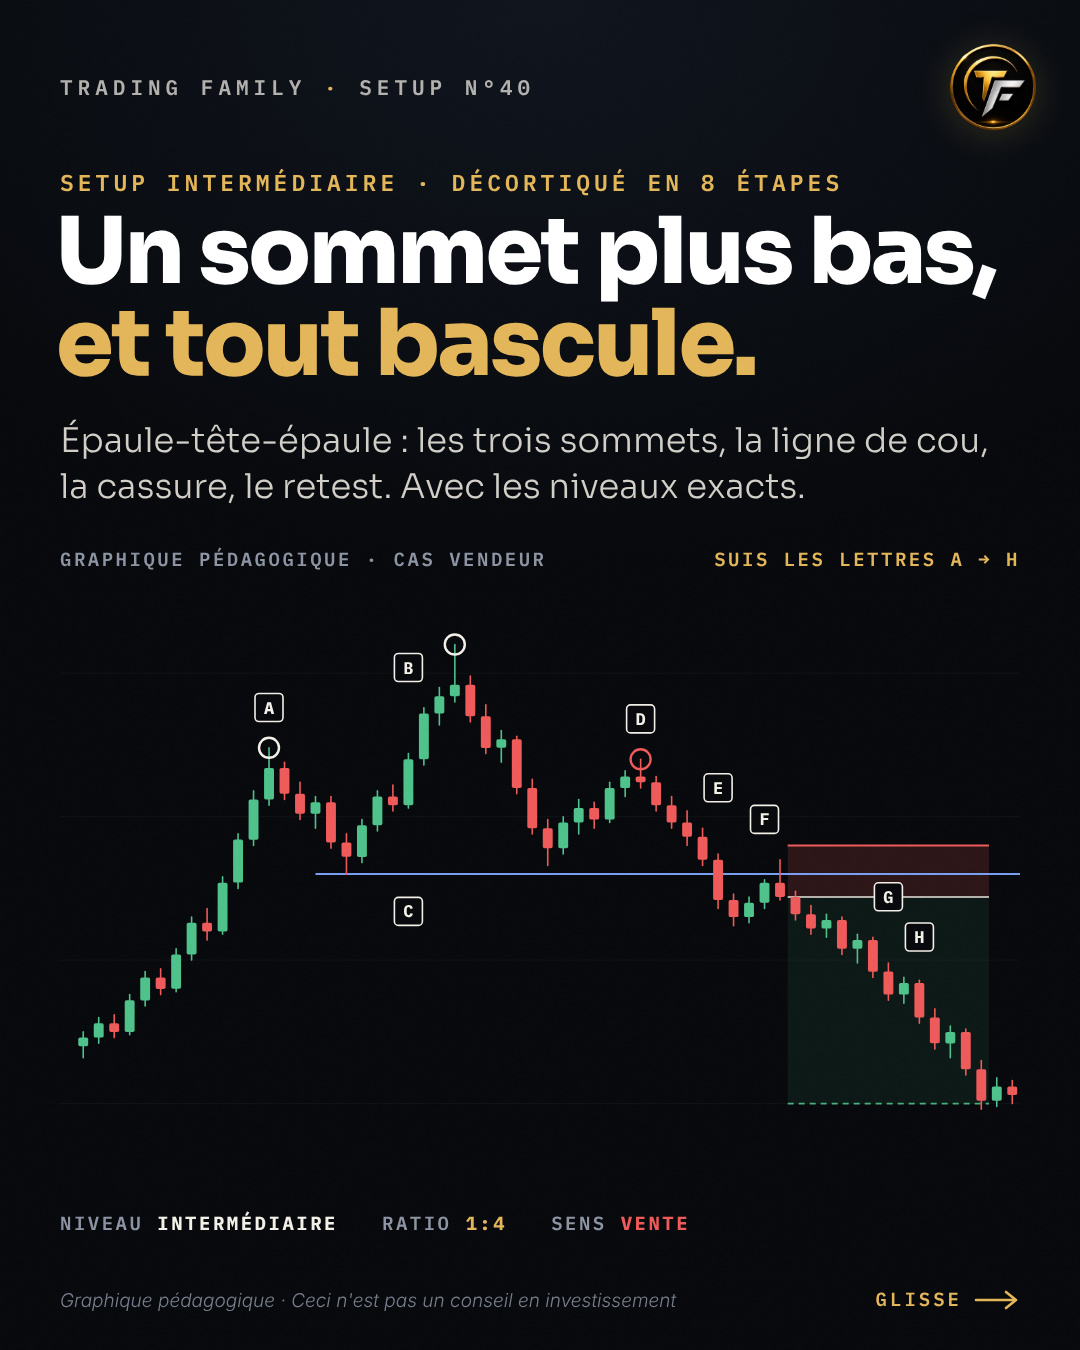 TRADING FAMILY · SETUP N°40
TF
SETUP INTERMÉDIAIRE · DÉCORTIQUÉ EN 8 ÉTAPES
Un sommet plus bas,
et tout bascule.
Épaule-tête-épaule : les trois sommets, la ligne de cou,
la cassure, le retest. Avec les niveaux exacts.
GRAPHIQUE PÉDAGOGIQUE · CAS VENDEUR
SUIS LES LETTRES A → H
B
A
D
E
F
G
C
H
NIVEAU INTERMÉDIAIRE RATIO 1:4 SENS VENTE
Graphique pédagogique · Ceci n'est pas un conseil en investissement
GLISSE →